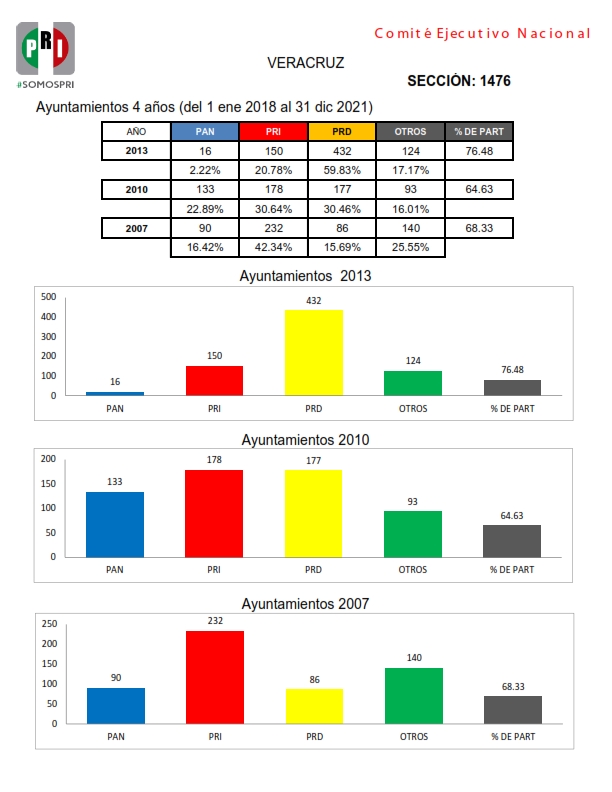 Comité Ejecutivo Nacional
PRI
#SOMOSPRI
VERACRUZ
SECCIÓN: 1476
Ayuntamientos 4 años (del 1 ene 2018 al 31 dic 2021)
AÑO PAN PRI PRD OTROS % DE PART
2013 16 150 432 124 76.48
2.22% 20.78% 59.83% 17.17%
2010 133 178 177 93 64.63
22.89% 30.64% 30.46% 16.01%
2007 90 232 86 140 68.33
16.42% 42.34% 15.69% 25.55%
Ayuntamientos 2013
500
400
300
200
100
0
16 150 432 124 76.48
PAN PRI PRD OTROS % DE PART
Ayuntamientos 2010
200
150
100
50
0
133 178 177 93 64.63
PAN PRI PRD OTROS % DE PART
Ayuntamientos 2007
250
200
150
100
50
0
90 232 86 140 68.33
PAN PRI PRD OTROS % DE PART